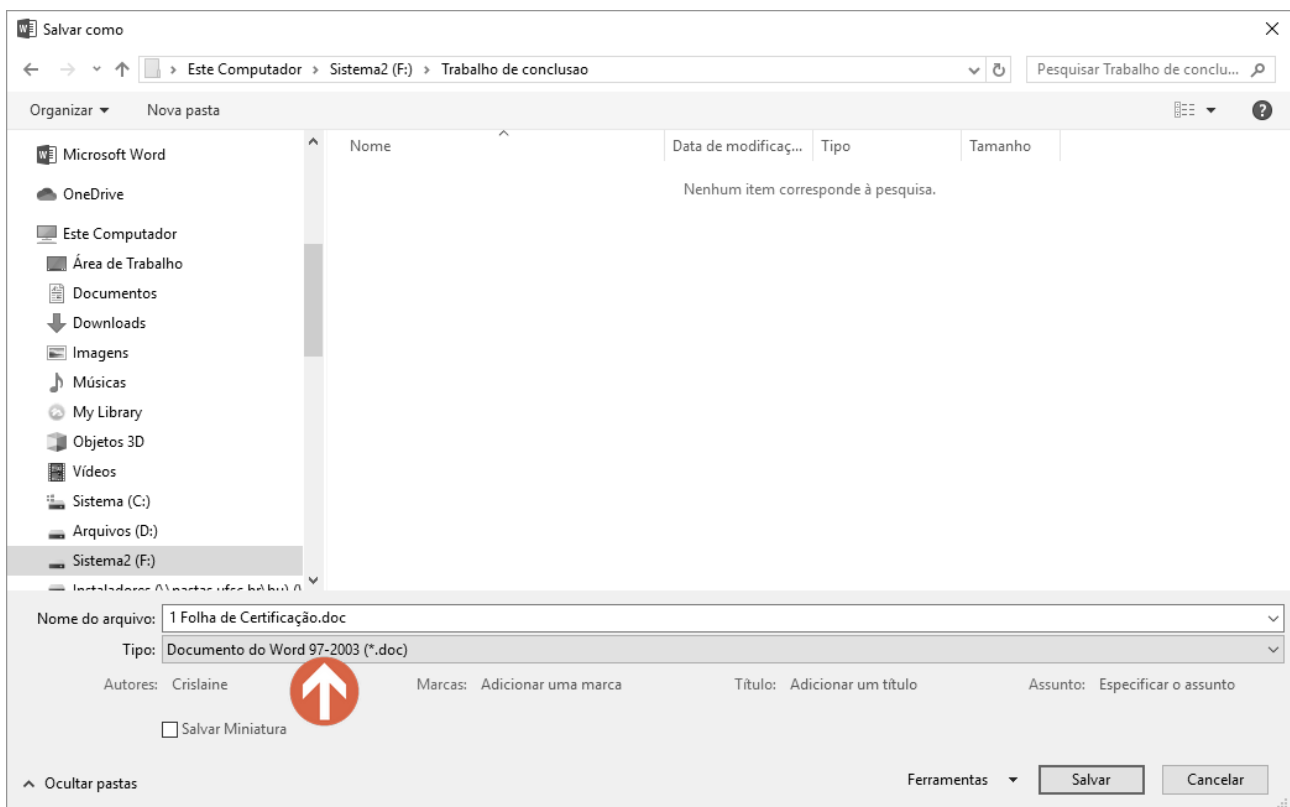 Salvar como
Este Computador > Sistema2 (F:) > Trabalho de conclusao
Pesquisar Trabalho de conclu...
Organizar
Nova pasta
Microsoft Word
OneDrive
Este Computador
Área de Trabalho
Documentos
Downloads
Imagens
Músicas
My Library
Objetos 3D
Vídeos
Sistema (C:)
Arquivos (D:)
Sistema2 (F:)
Nome
Data de modificaç...
Tipo
Tamanho
Nenhum item corresponde à pesquisa.
Nome do arquivo: 1 Folha de Certificação.doc
Tipo: Documento do Word 97-2003 (*.doc)
Autores: Crislaine
Marcas: Adicionar uma marca
Título: Adicionar um título
Assunto: Especificar o assunto
Salvar Miniatura
Ocultar pastas
Ferramentas
Salvar
Cancelar